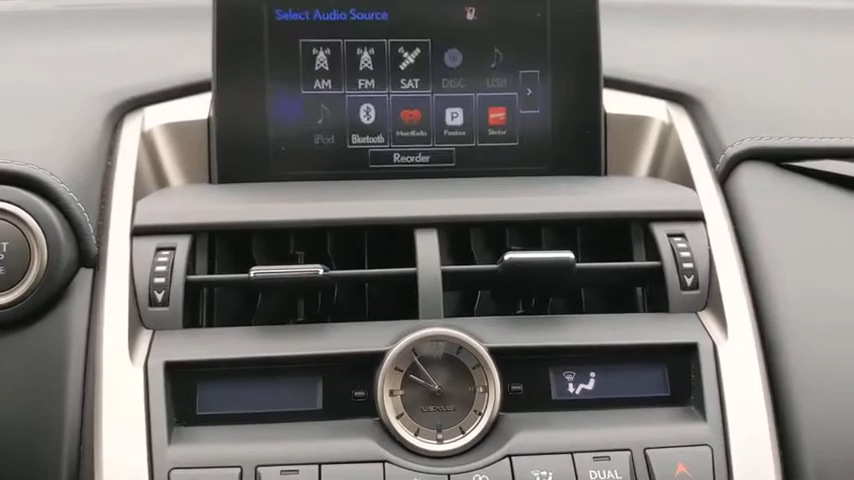 Select Audio Source
AM FM SAT DISC USB
iPod Bluetooth iHeartRadio Pandora Slacker
Reorder
LEXUS
DUAL